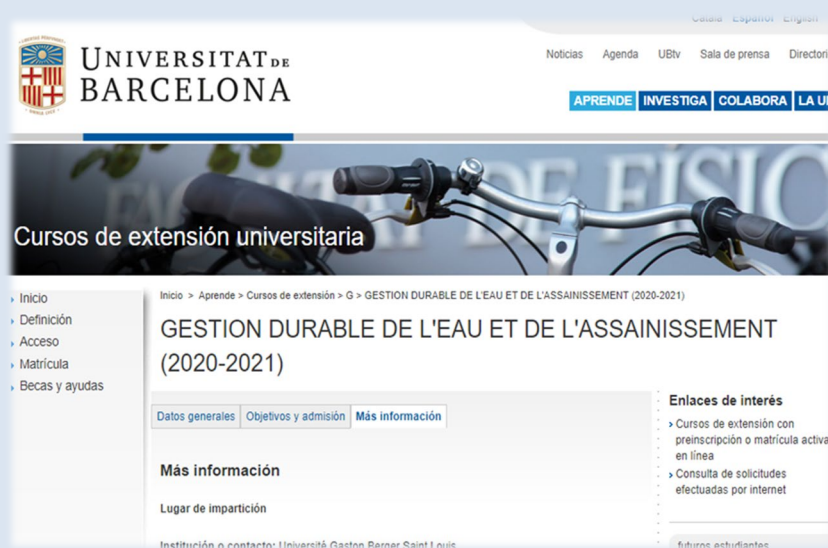 Català Español English
UNIVERSITAT DE
BARCELONA
Noticias Agenda UBtv Sala de prensa Directori
APRENDE INVESTIGA COLABORA LA U
FACULTAT DE FÍSIC
Cursos de extensión universitaria
Inicio
Definición
Acceso
Matrícula
Becas y ayudas
Inicio > Aprende > Cursos de extensión > G > GESTION DURABLE DE L'EAU ET DE L'ASSAINISSEMENT (2020-2021)
GESTION DURABLE DE L'EAU ET DE L'ASSAINISSEMENT
(2020-2021)
Datos generales Objetivos y admisión Más información
Más información
Lugar de impartición
Institución o contacto: Université Gaston Berger Saint Louis
Enlaces de interés
Cursos de extensión con
preinscripción o matrícula activa
en línea
Consulta de solicitudes
efectuadas por internet
futuros estudiantes